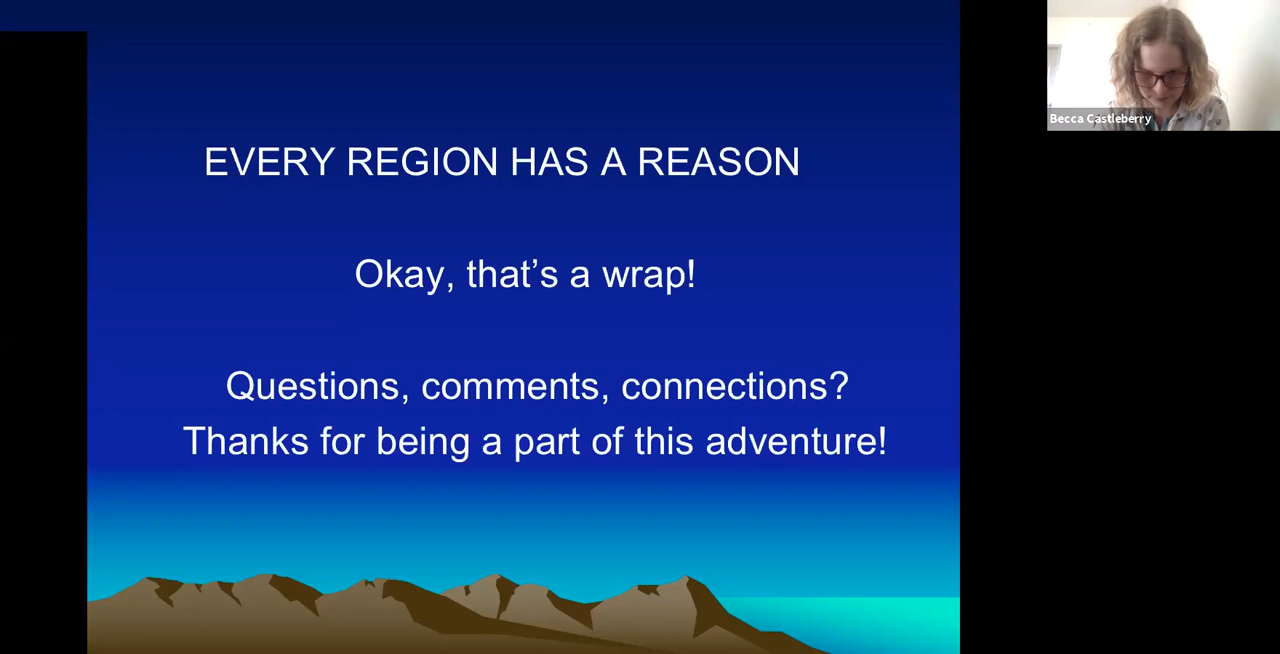 EVERY REGION HAS A REASON
Okay, that’s a wrap!
Questions, comments, connections?
Thanks for being a part of this adventure!
Becca Castleberry